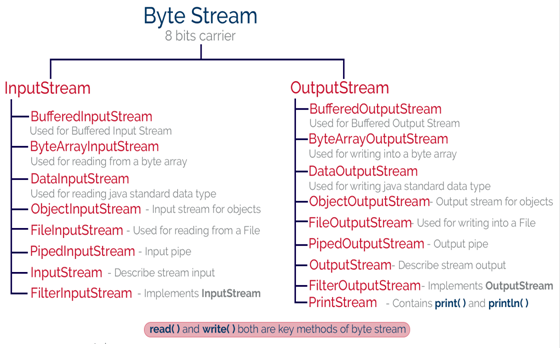 Byte Stream
8 bits carrier
InputStream
BufferedInputStream
Used for Buffered Input Stream
ByteArrayInputStream
Used for reading from a byte array
DataInputStream
Used for reading java standard data type
ObjectInputStream - Input stream for objects
FileInputStream - Used for reading from a File
PipedInputStream - Input pipe
InputStream - Describe stream input
FilterInputStream - Implements InputStream
OutputStream
BufferedOutputStream
Used for Buffered Output Stream
ByteArrayOutputStream
Used for writing into a byte array
DataOutputStream
Used for writing java standard data type
ObjectOutputStream - Output stream for objects
FileOutputStream - Used for writing into a File
PipedOutputStream - Output pipe
OutputStream - Describe stream output
FilterOutputStream - Implements OutputStream
PrintStream - Contains print( ) and println( )
read( ) and write( ) both are key methods of byte stream